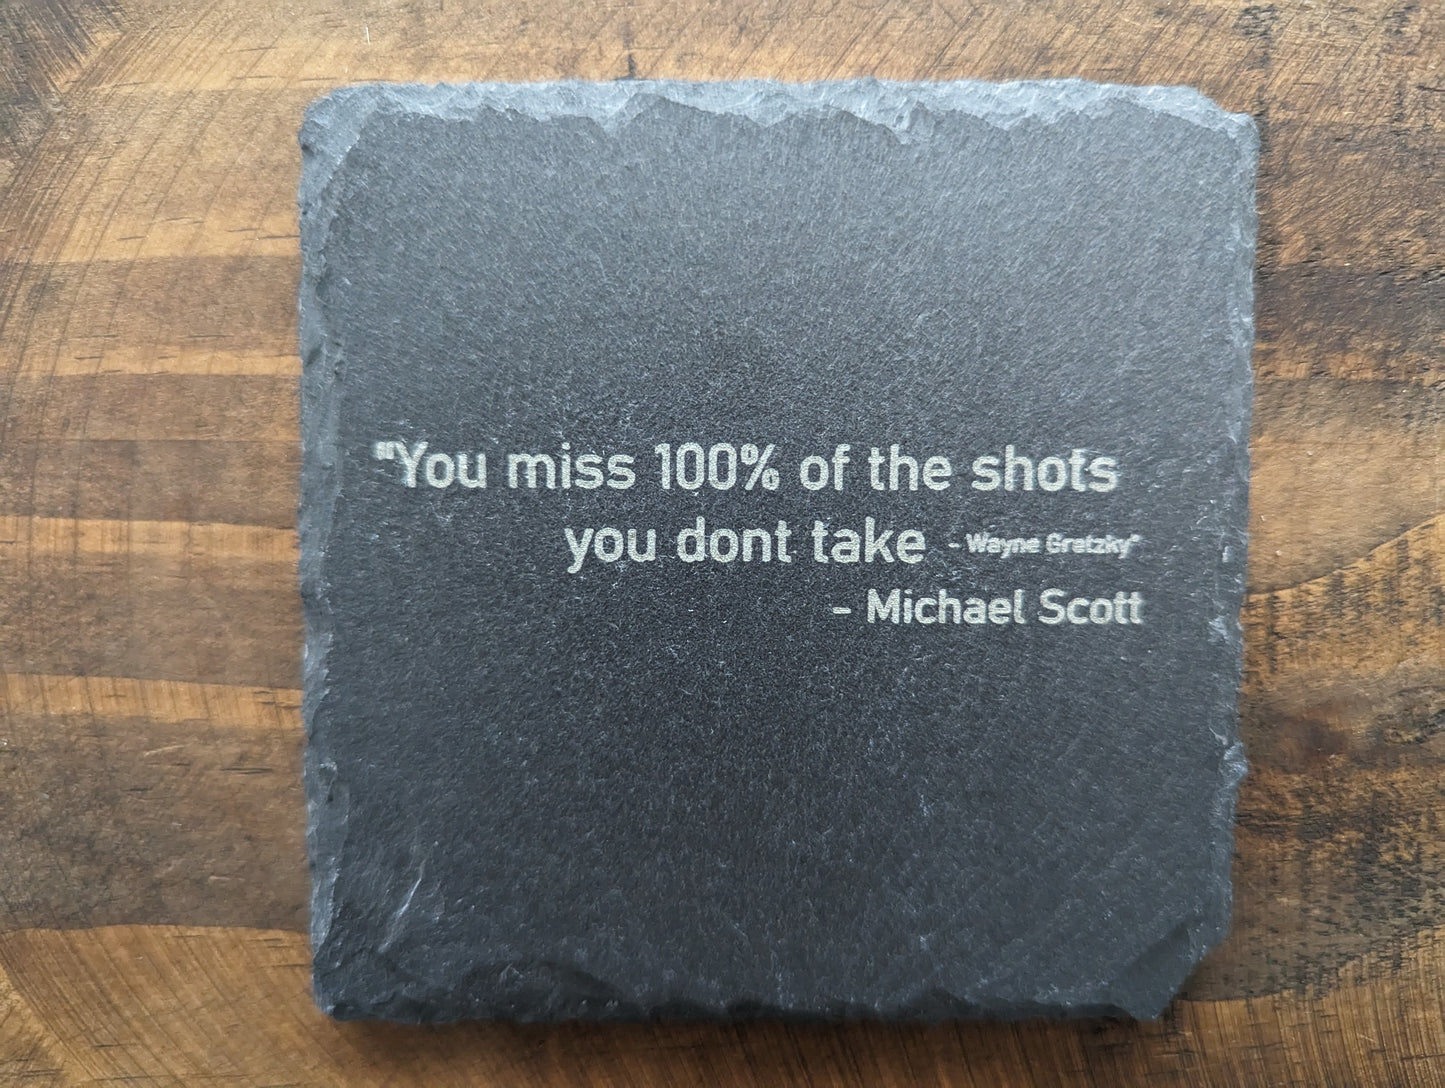 ""You miss 100% of the shots
you dont take - Wayne Gretzky"
- Michael Scott